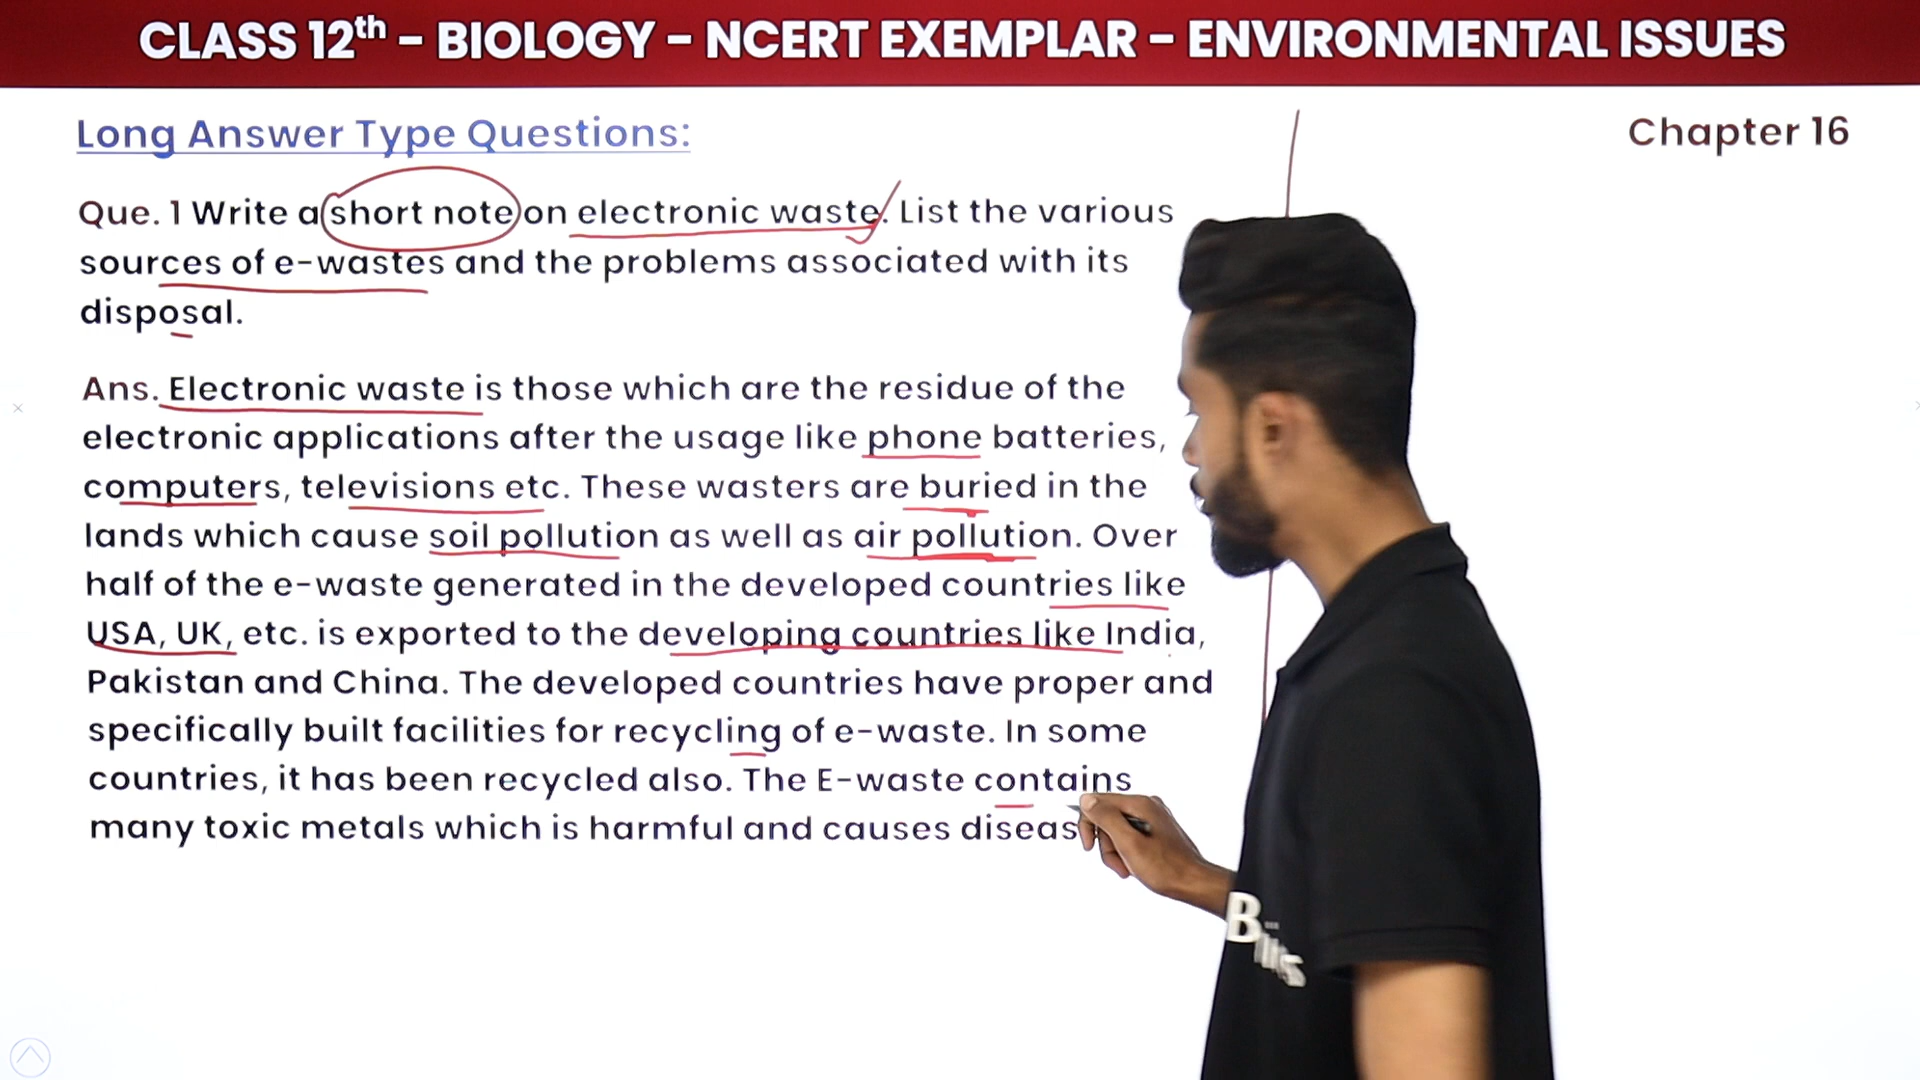 CLASS 12th - BIOLOGY - NCERT EXEMPLAR - ENVIRONMENTAL ISSUES
Long Answer Type Questions:
Chapter 16
Que. 1 Write a short note on electronic waste. List the various
sources of e-wastes and the problems associated with its
disposal.
Ans. Electronic waste is those which are the residue of the
electronic applications after the usage like phone batteries,
computers, televisions etc. These wasters are buried in the
lands which cause soil pollution as well as air pollution. Over
half of the e-waste generated in the developed countries like
USA, UK, etc. is exported to the developing countries like India,
Pakistan and China. The developed countries have proper and
specifically built facilities for recycling of e-waste. In some
countries, it has been recycled also. The E-waste contains
many toxic metals which is harmful and causes